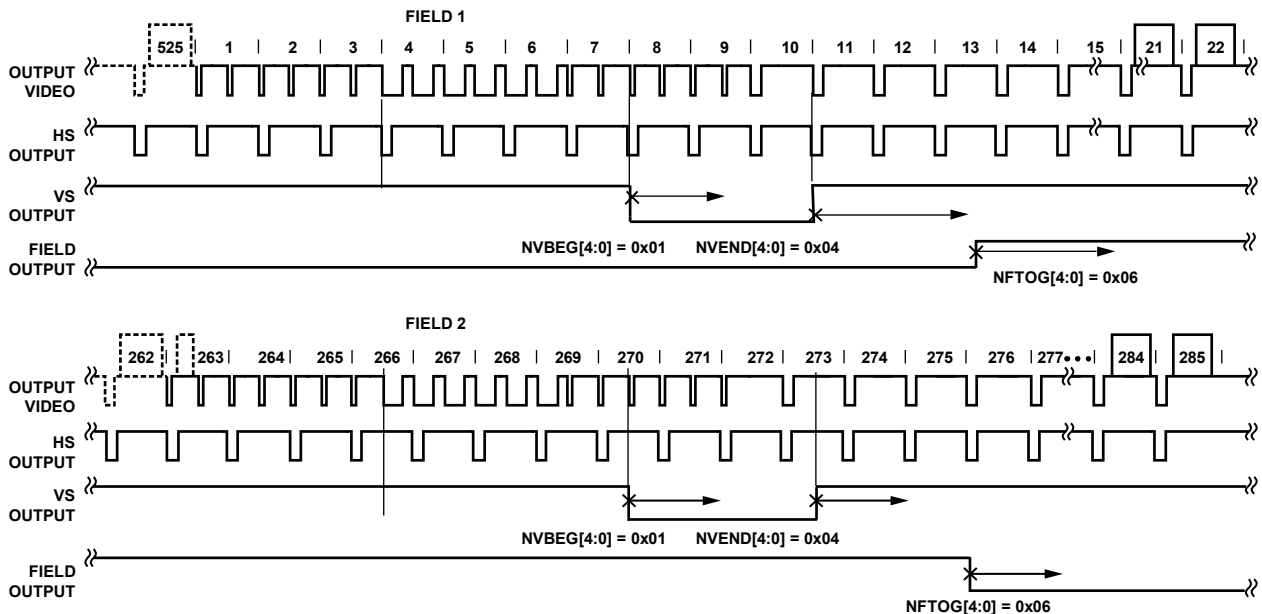 FIELD 1
525 1 2 3 4 5 6 7 8 9 10 11 12 13 14 15 21 22
OUTPUT
VIDEO
HS
OUTPUT
VS
OUTPUT
NVBEG[4:0] = 0x01 NVEND[4:0] = 0x04
FIELD
OUTPUT
NFTOG[4:0] = 0x06
FIELD 2
262 263 264 265 266 267 268 269 270 271 272 273 274 275 276 277 284 285
OUTPUT
VIDEO
HS
OUTPUT
VS
OUTPUT
NVBEG[4:0] = 0x01 NVEND[4:0] = 0x04
FIELD
OUTPUT
NFTOG[4:0] = 0x06